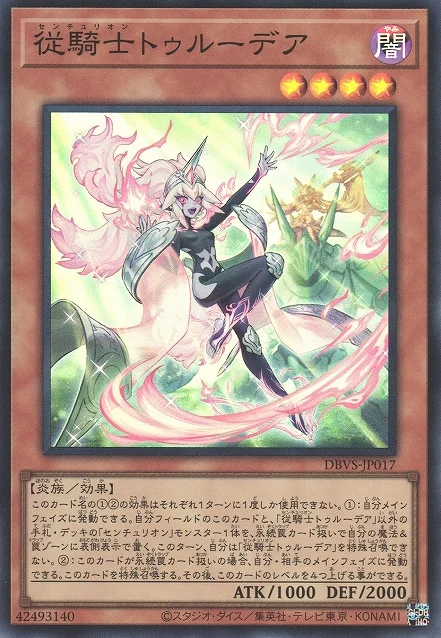 センチュリオン
従騎士トゥルーデア
やみ
闇
DBVS-JP017
【炎族／効果】
このカード名の①②の効果はそれぞれ1ターンに1度しか使用できない。①：自分メイン
フェイズに発動できる。自分フィールドのこのカードと、「従騎士トゥルーデア」以外の
手札・デッキの「センチュリオン」モンスター1体を、永続罠カード扱いで自分の魔法&
罠ゾーンに表側表示で置く。このターン、自分は「従騎士トゥルーデア」を特殊召喚でき
ない。②：このカードが永続罠カード扱いの場合、自分・相手のメインフェイズに発動で
きる。このカードを特殊召喚する。その後、このカードのレベルを4つ上げる事ができる。
ATK/1000 DEF/2000
42493140
©スタジオ・ダイス/集英社・テレビ東京・KONAMI